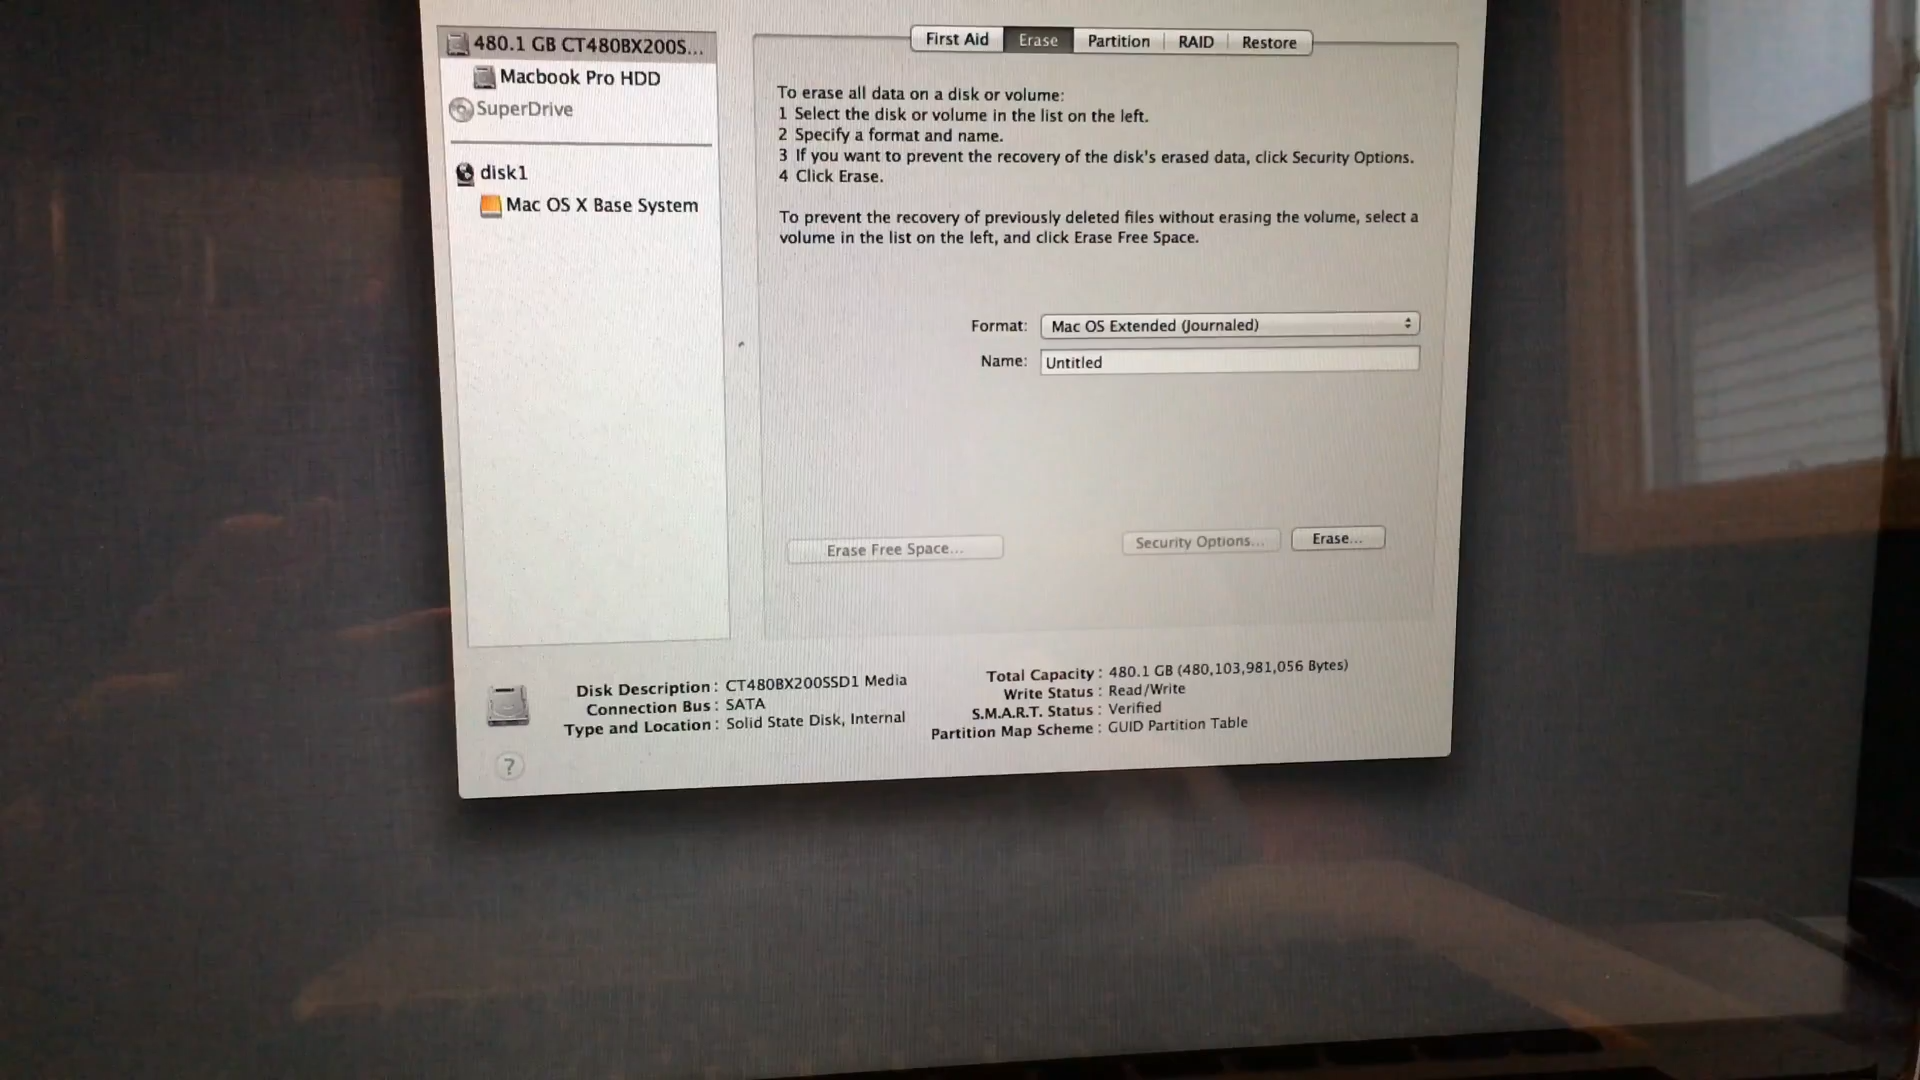 480.1 GB CT480BX200S...
Macbook Pro HDD
SuperDrive
disk1
Mac OS X Base System
First Aid
Erase
Partition
RAID
Restore
To erase all data on a disk or volume:
1 Select the disk or volume in the list on the left.
2 Specify a format and name.
3 If you want to prevent the recovery of the disk's erased data, click Security Options.
4 Click Erase.
To prevent the recovery of previously deleted files without erasing the volume, select a
volume in the list on the left, and click Erase Free Space.
Format: Mac OS Extended (Journaled)
Name: Untitled
Erase Free Space...
Security Options...
Erase...
Disk Description : CT480BX200SSD1 Media
Connection Bus : SATA
Type and Location : Solid State Disk, Internal
Total Capacity : 480.1 GB (480,103,981,056 Bytes)
Write Status : Read/Write
S.M.A.R.T. Status : Verified
Partition Map Scheme : GUID Partition Table
?